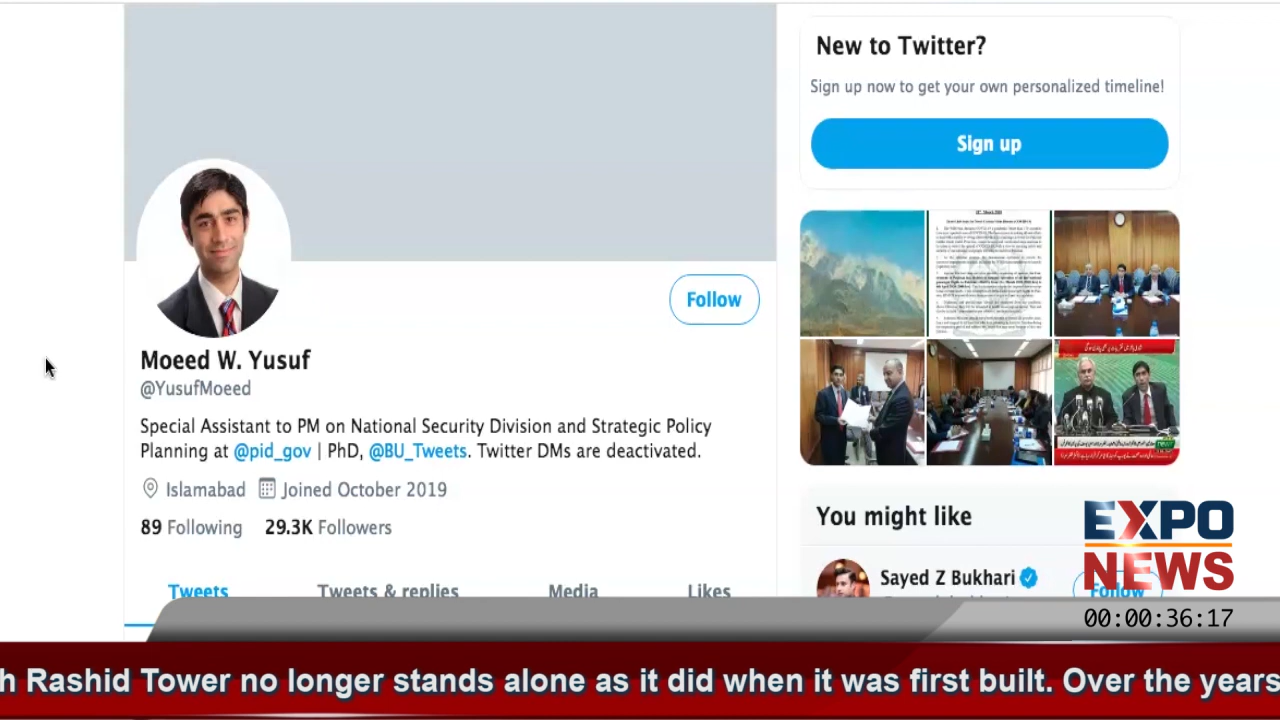 New to Twitter?
Sign up now to get your own personalized timeline!
Sign up
Follow
Moeed W. Yusuf
@YusufMoeed
Special Assistant to PM on National Security Division and Strategic Policy
Planning at @pid_gov | PhD, @BU_Tweets. Twitter DMs are deactivated.
Islamabad Joined October 2019
89 Following 29.3K Followers
Tweets Tweets & replies Media Likes
You might like
Sayed Z Bukhari
Follow
EXPO
NEWS
00:00:36:17
h Rashid Tower no longer stands alone as it did when it was first built. Over the years